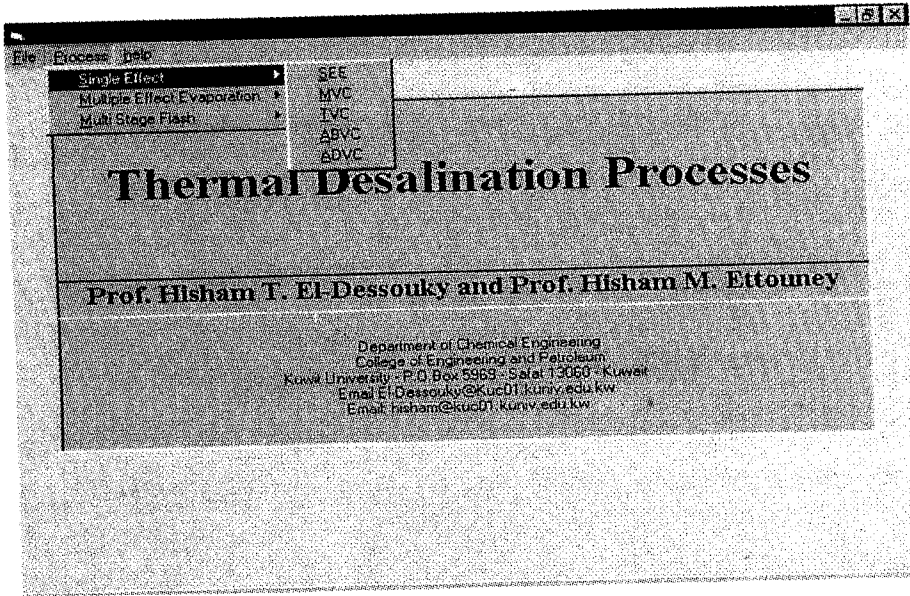 File Process help
Single Effect
Multiple Effect Evaporation
Multi Stage Flash
SEE
MVC
TVC
ABVC
ADVC
Thermal Desalination Processes
Prof. Hisham T. El-Dessouky and Prof. Hisham M. Ettouney
Department of Chemical Engineering
College of Engineering and Petroleum
Kuwit University - P.O.Box 5969 - Safat 13060 - Kuwait
Email El-Dessouky@Kuc01.kuniv.edu.kw
Email: hisham@kuc01.kuniv.edu.kw